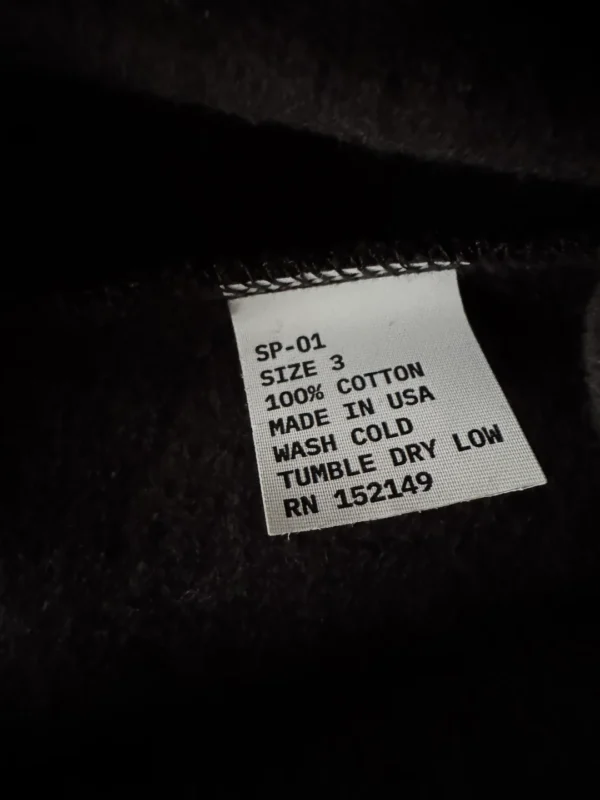 SP-01
SIZE 3
100% COTTON
MADE IN USA
WASH COLD
TUMBLE DRY LOW
RN 152149